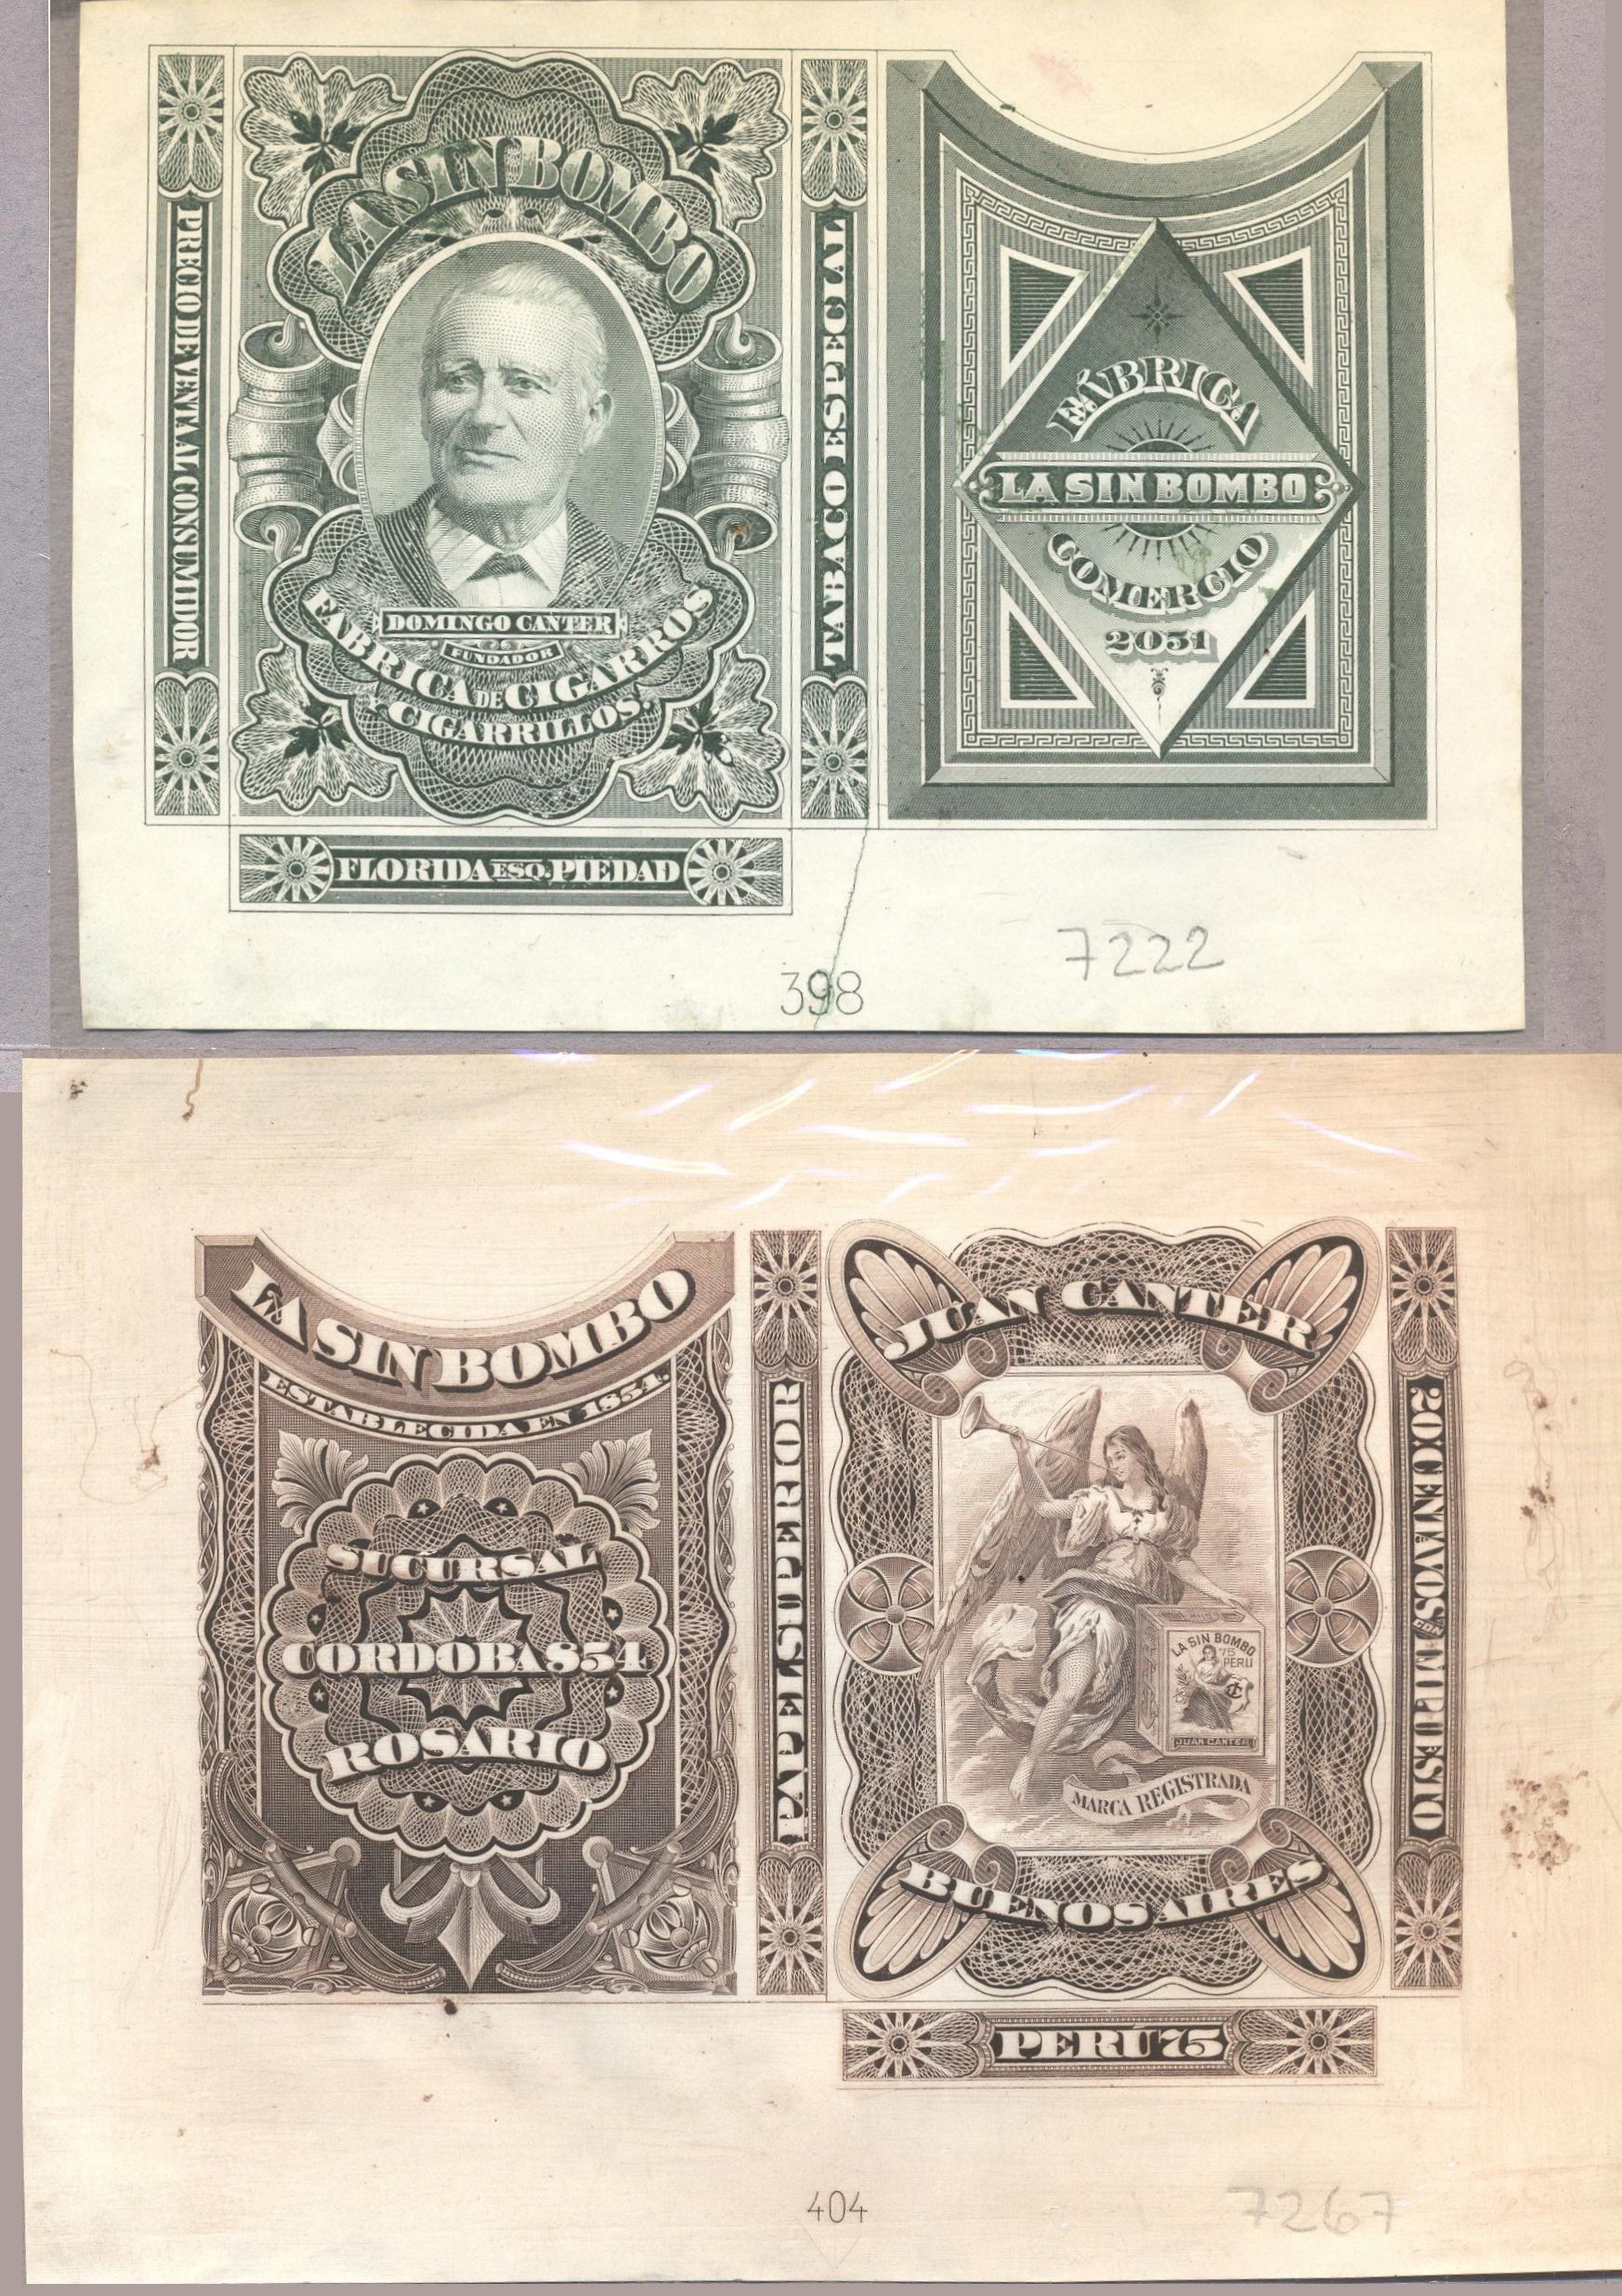 LA SIN BOMBO
PRECIO DE VENTA AL CONSUMIDOR
DOMINGO CANTER
FUNDADOR
FABRICA DE CIGARROS
Y CIGARRILLOS.
TABACO ESPECIAL
FÁBRICA
LA SIN BOMBO
COMERCIO
2031
FLORIDA ESQ. PIEDAD
7222
398
LA SIN BOMBO
ESTABLECIDA EN 1854.
SUCURSAL
CORDOBA 854
ROSARIO
PAPEL SUPERIOR
JUAN CANTER
LA SIN BOMBO
75
PERU
JUAN CANTER
MARCA REGISTRADA
BUENOS AIRES
20 CENTAVOS CON IMPUESTO
PERÚ 75
404
7267